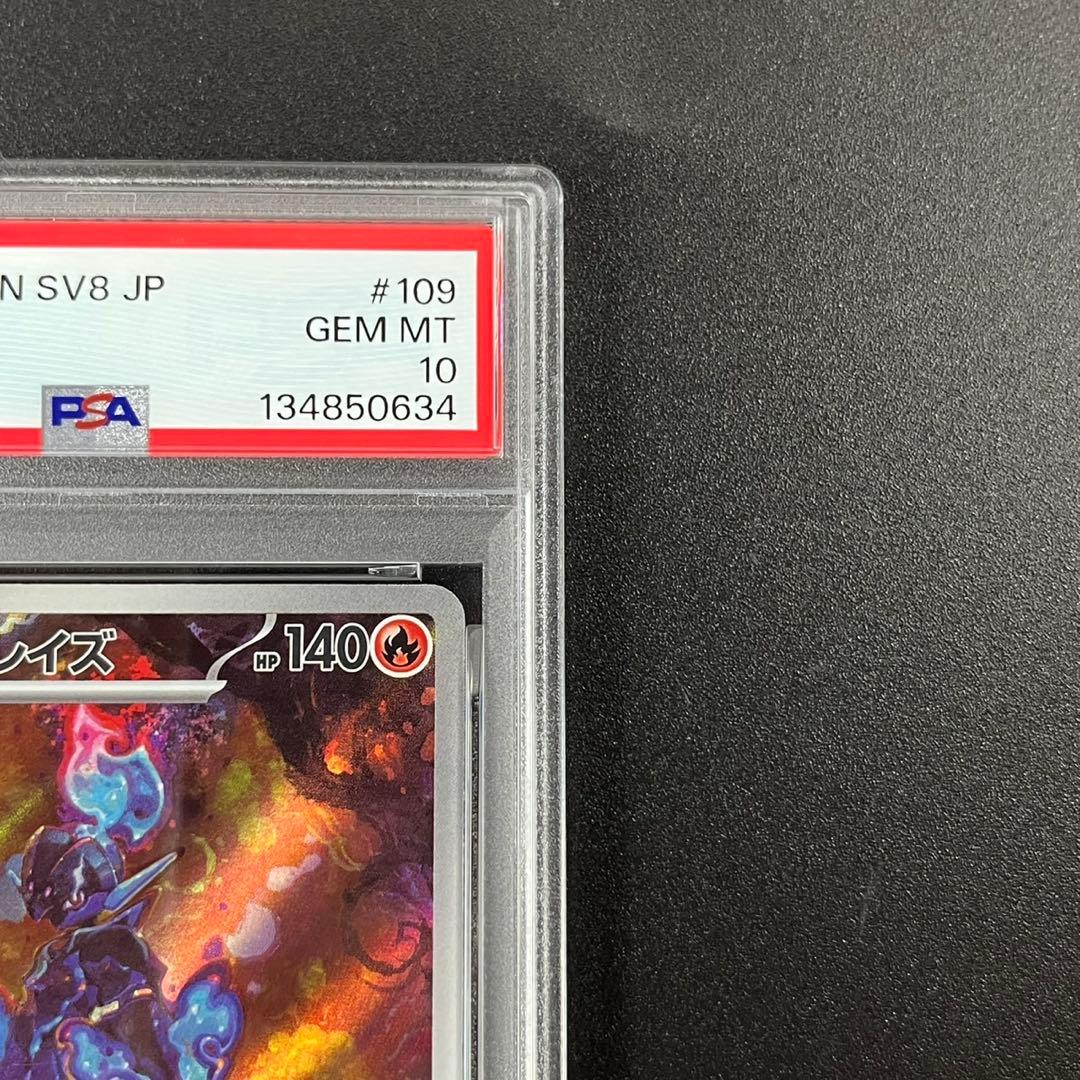 N SV8 JP #109
GEM MT
10
PSA 134850634
レイズ HP 140